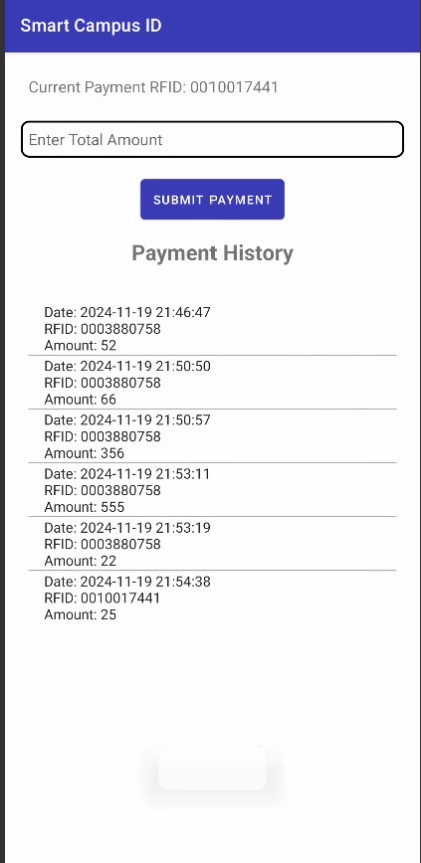 Smart Campus ID
Current Payment RFID: 0010017441
Enter Total Amount
SUBMIT PAYMENT
Payment History
Date: 2024-11-19 21:46:47
RFID: 0003880758
Amount: 52
Date: 2024-11-19 21:50:50
RFID: 0003880758
Amount: 66
Date: 2024-11-19 21:50:57
RFID: 0003880758
Amount: 356
Date: 2024-11-19 21:53:11
RFID: 0003880758
Amount: 555
Date: 2024-11-19 21:53:19
RFID: 0003880758
Amount: 22
Date: 2024-11-19 21:54:38
RFID: 0010017441
Amount: 25